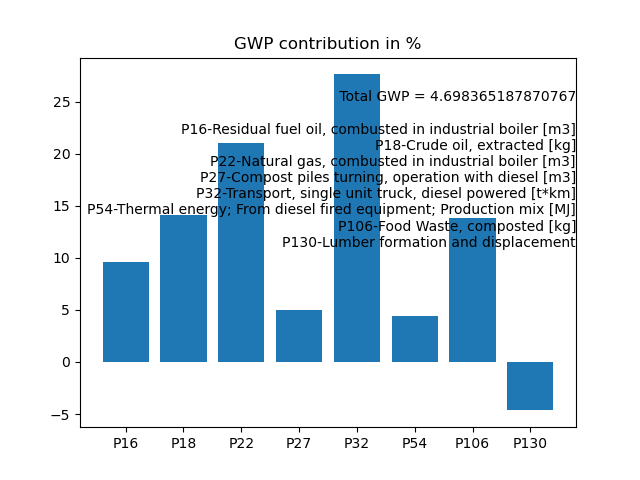 GWP contribution in %
Total GWP = 4.698365187870767
P16-Residual fuel oil, combusted in industrial boiler [m3]
P18-Crude oil, extracted [kg]
P22-Natural gas, combusted in industrial boiler [m3]
P27-Compost piles turning, operation with diesel [m3]
P32-Transport, single unit truck, diesel powered [t*km]
P54-Thermal energy; From diesel fired equipment; Production mix [MJ]
P106-Food Waste, composted [kg]
P130-Lumber formation and displacement
25
20
15
10
5
0
−5
P16 P18 P22 P27 P32 P54 P106 P130